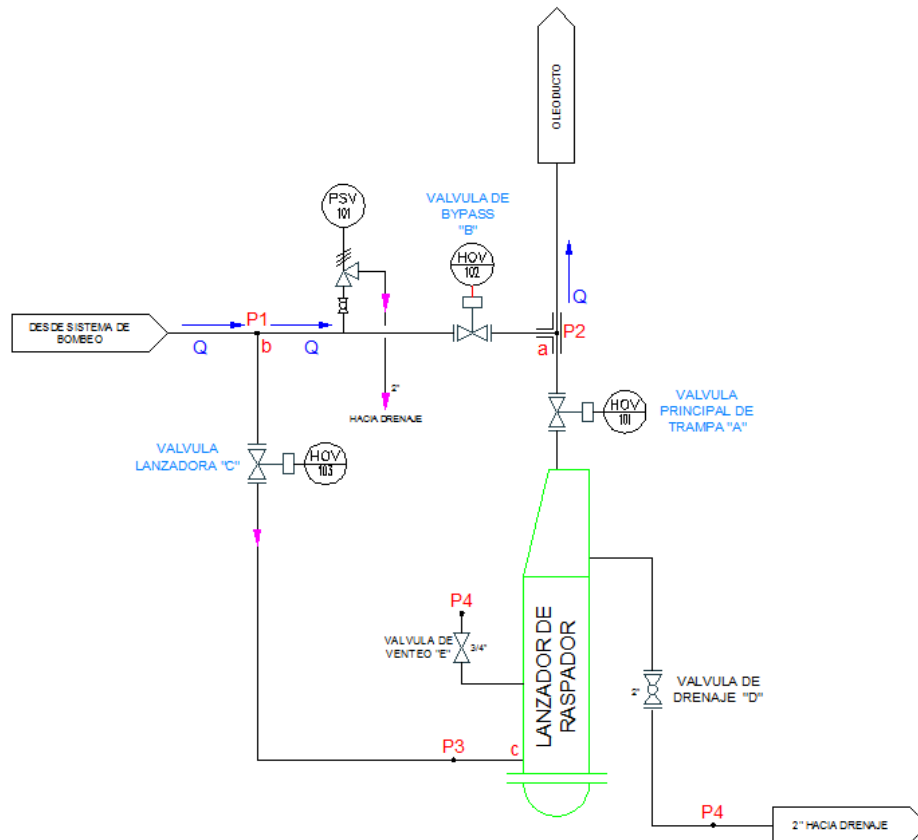 OLEODUCTO
PSV
101
VALVULA DE
BYPASS
"B"
HOV
102
DESDE SISTEMA DE
BOMBEO
Q
P1
b
Q
Q
a
P2
2"
HACIA DRENAJE
HOV
101
VALVULA
PRINCIPAL DE
TRAMPA "A"
VALVULA
LANZADORA "C"
HOV
103
P4
VALVULA DE
VENTEO "E"
3/4"
LANZADOR DE
RASPADOR
2"
VALVULA DE
DRENAJE "D"
P3
c
P4
2" HACIA DRENAJE